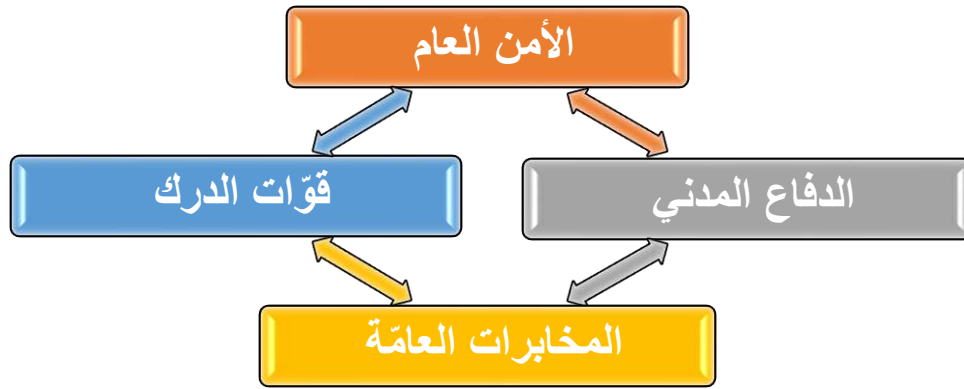 الأمن العام
الدفاع المدني
قوّات الدرك
المخابرات العامّة